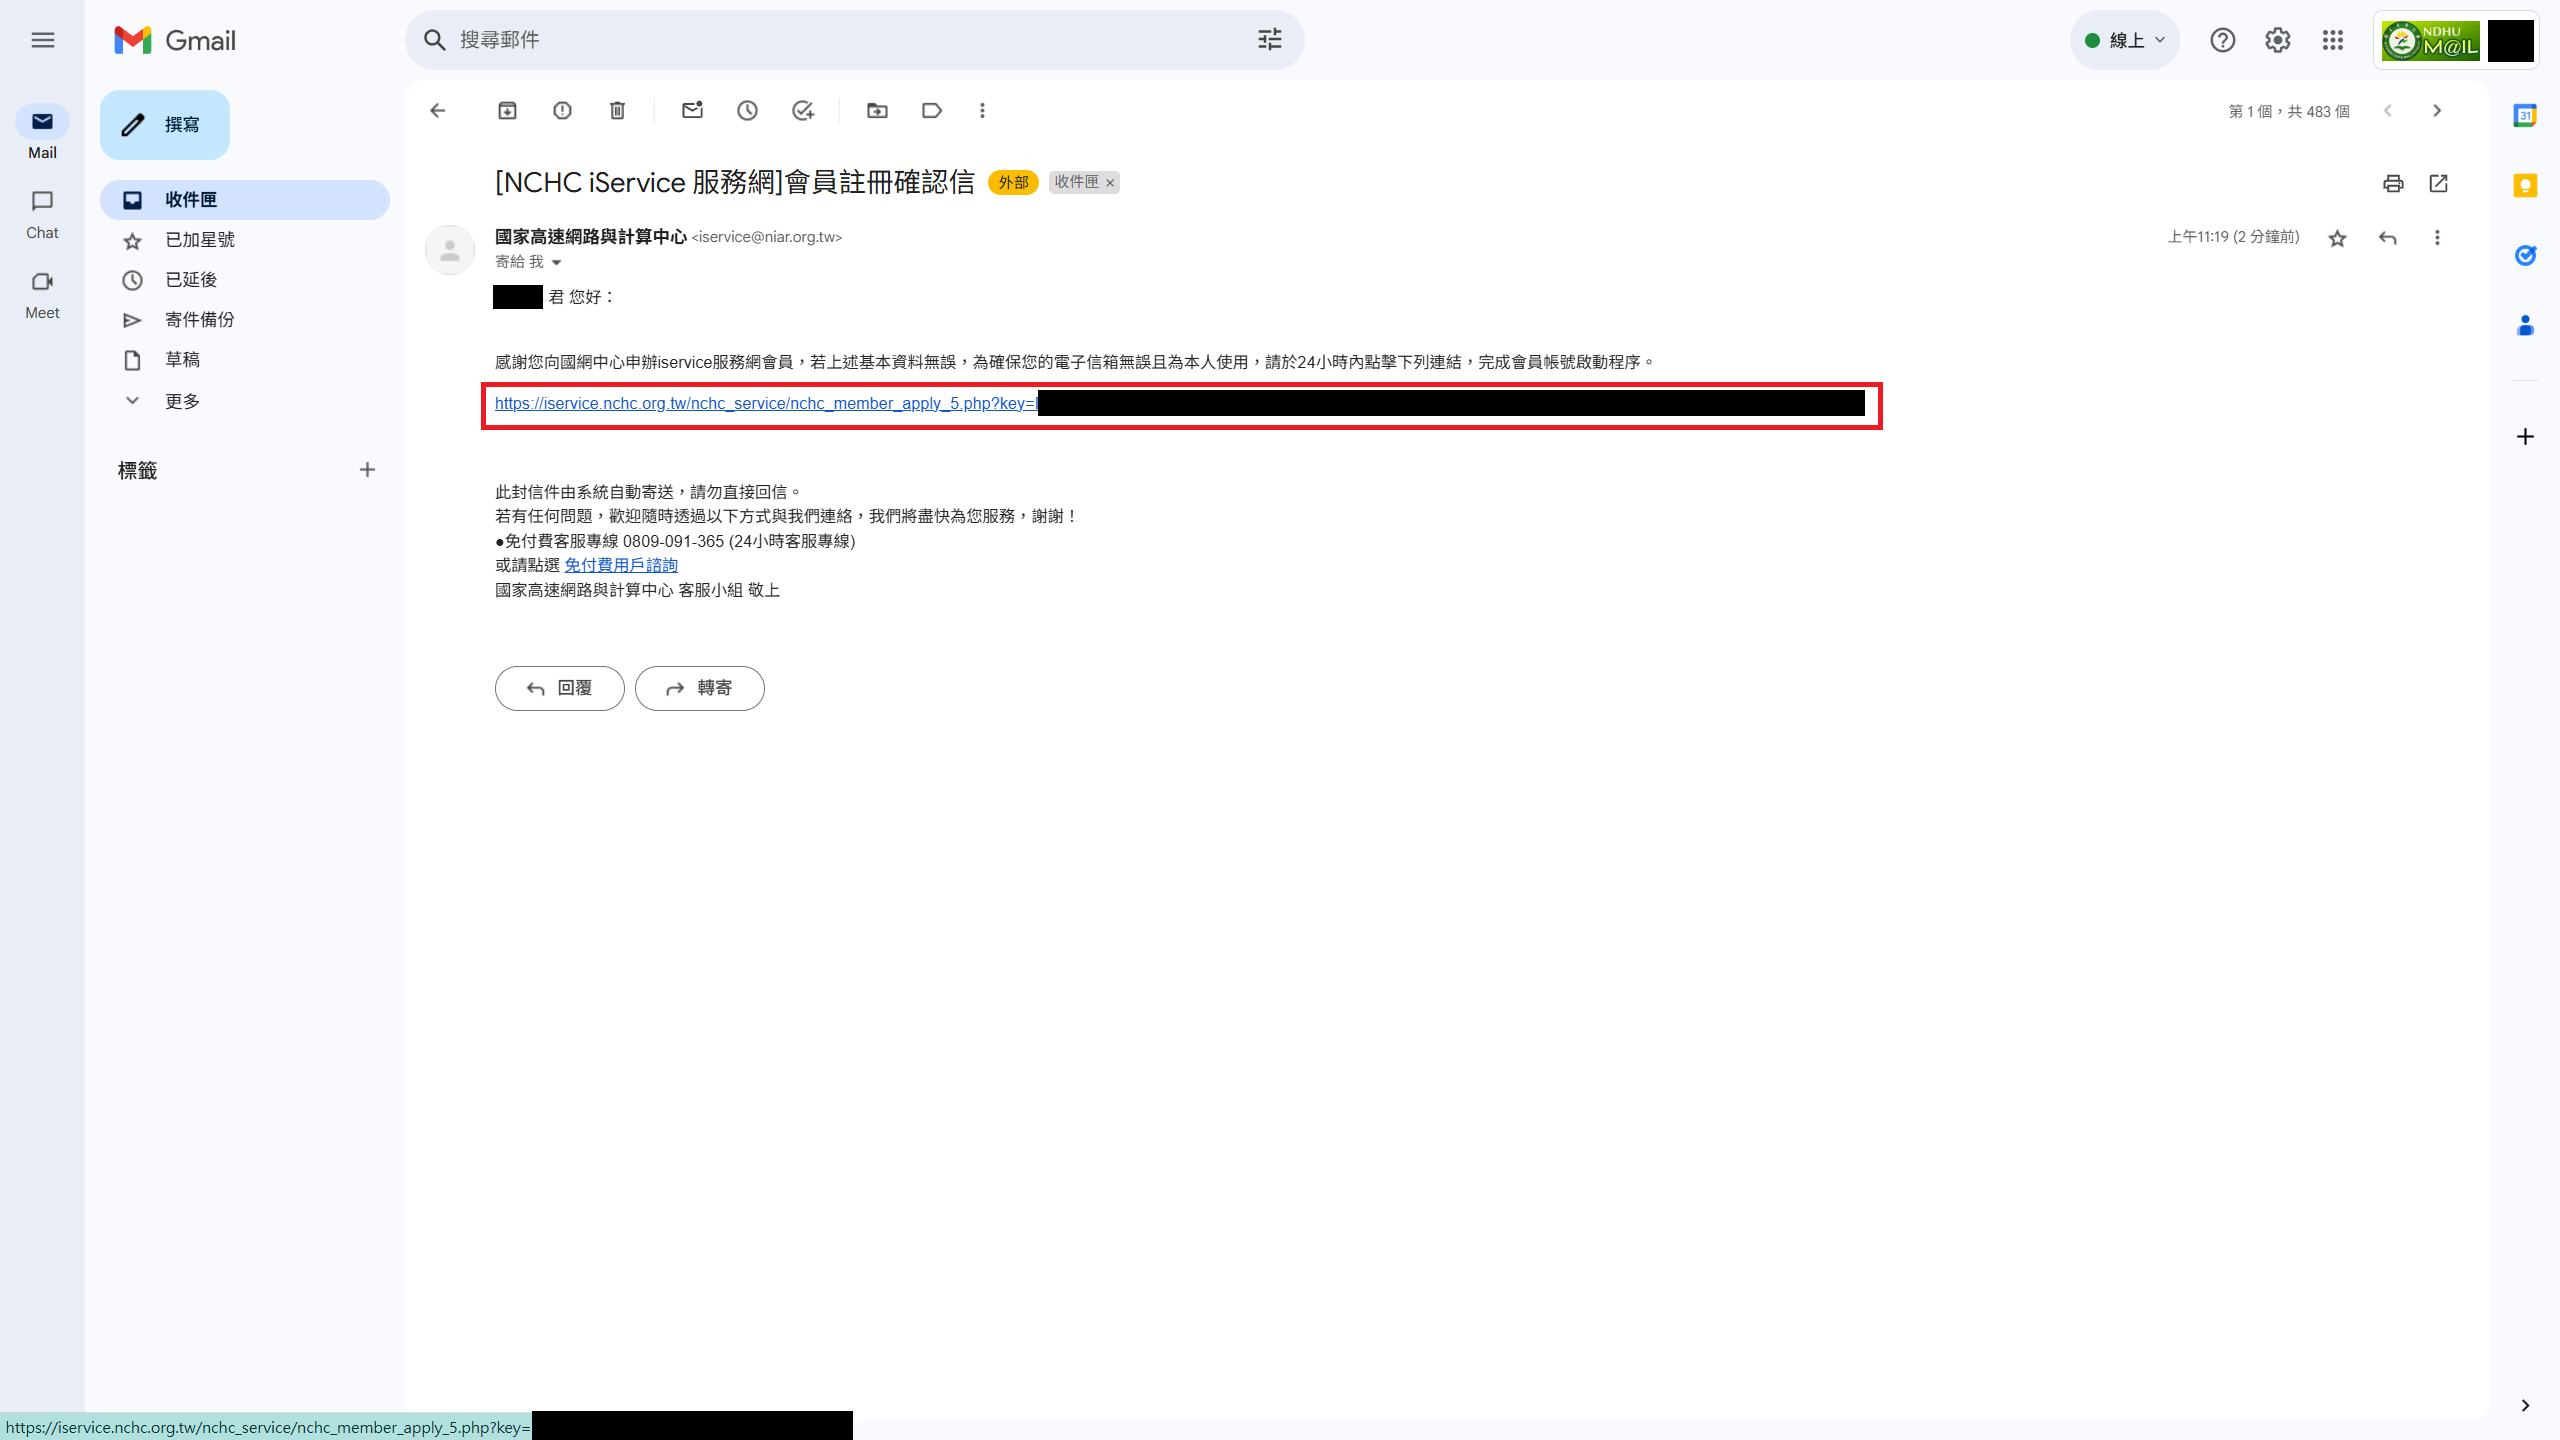 Gmail
搜尋郵件
線上
NDHU
M@IL
Mail
Chat
Meet
撰寫
收件匣
已加星號
已延後
寄件備份
草稿
更多
標籤
第 1 個，共 483 個
[NCHC iService 服務網]會員註冊確認信 外部 收件匣 ×
國家高速網路與計算中心 <iservice@niar.org.tw>
上午11:19 (2 分鐘前)
寄給 我
君 您好：
感謝您向國網中心申辦iservice服務網會員，若上述基本資料無誤，為確保您的電子信箱無誤且為本人使用，請於24小時內點擊下列連結，完成會員帳號啟動程序。
https://iservice.nchc.org.tw/nchc_service/nchc_member_apply_5.php?key=
此封信件由系統自動寄送，請勿直接回信。
若有任何問題，歡迎隨時透過以下方式與我們連絡，我們將盡快為您服務，謝謝！
●免付費客服專線 0809-091-365 (24小時客服專線)
或請點選 免付費用戶諮詢
國家高速網路與計算中心 客服小組 敬上
回覆
轉寄
31
https://iservice.nchc.org.tw/nchc_service/nchc_member_apply_5.php?key=